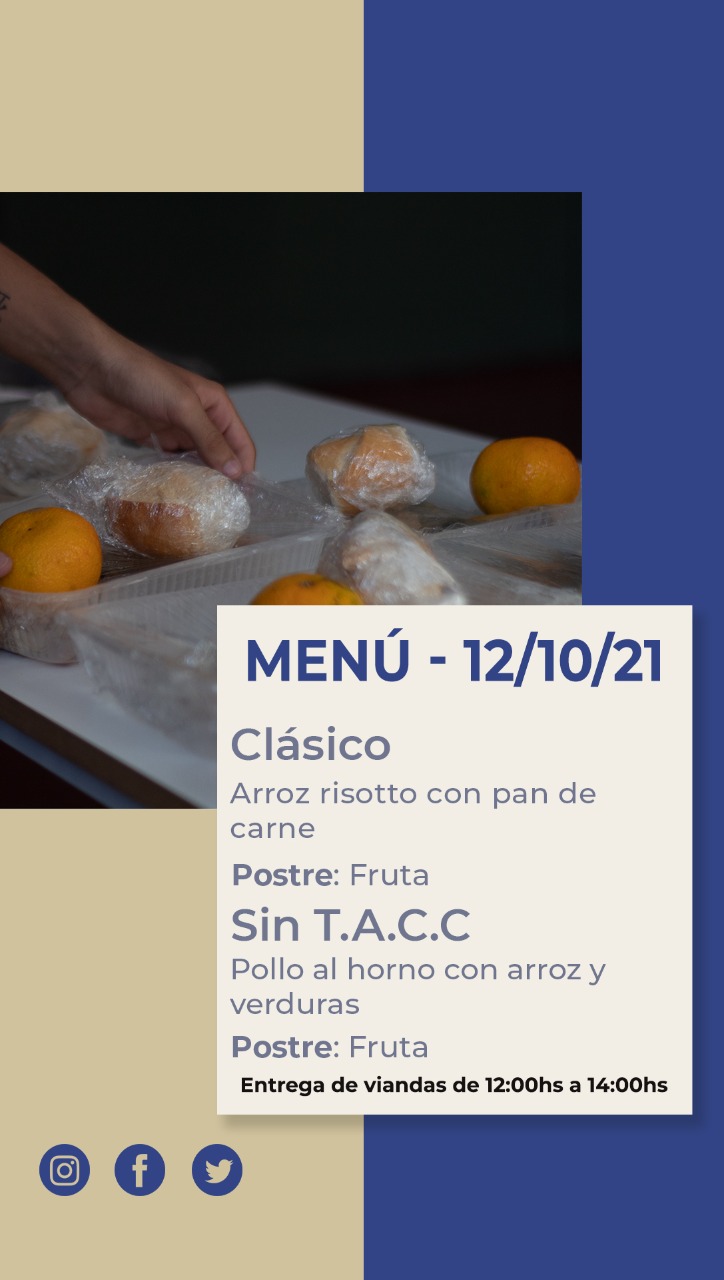 MENÚ - 12/10/21
Clásico
Arroz risotto con pan de
carne
Postre: Fruta
Sin T.A.C.C
Pollo al horno con arroz y
verduras
Postre: Fruta
Entrega de viandas de 12:00hs a 14:00hs